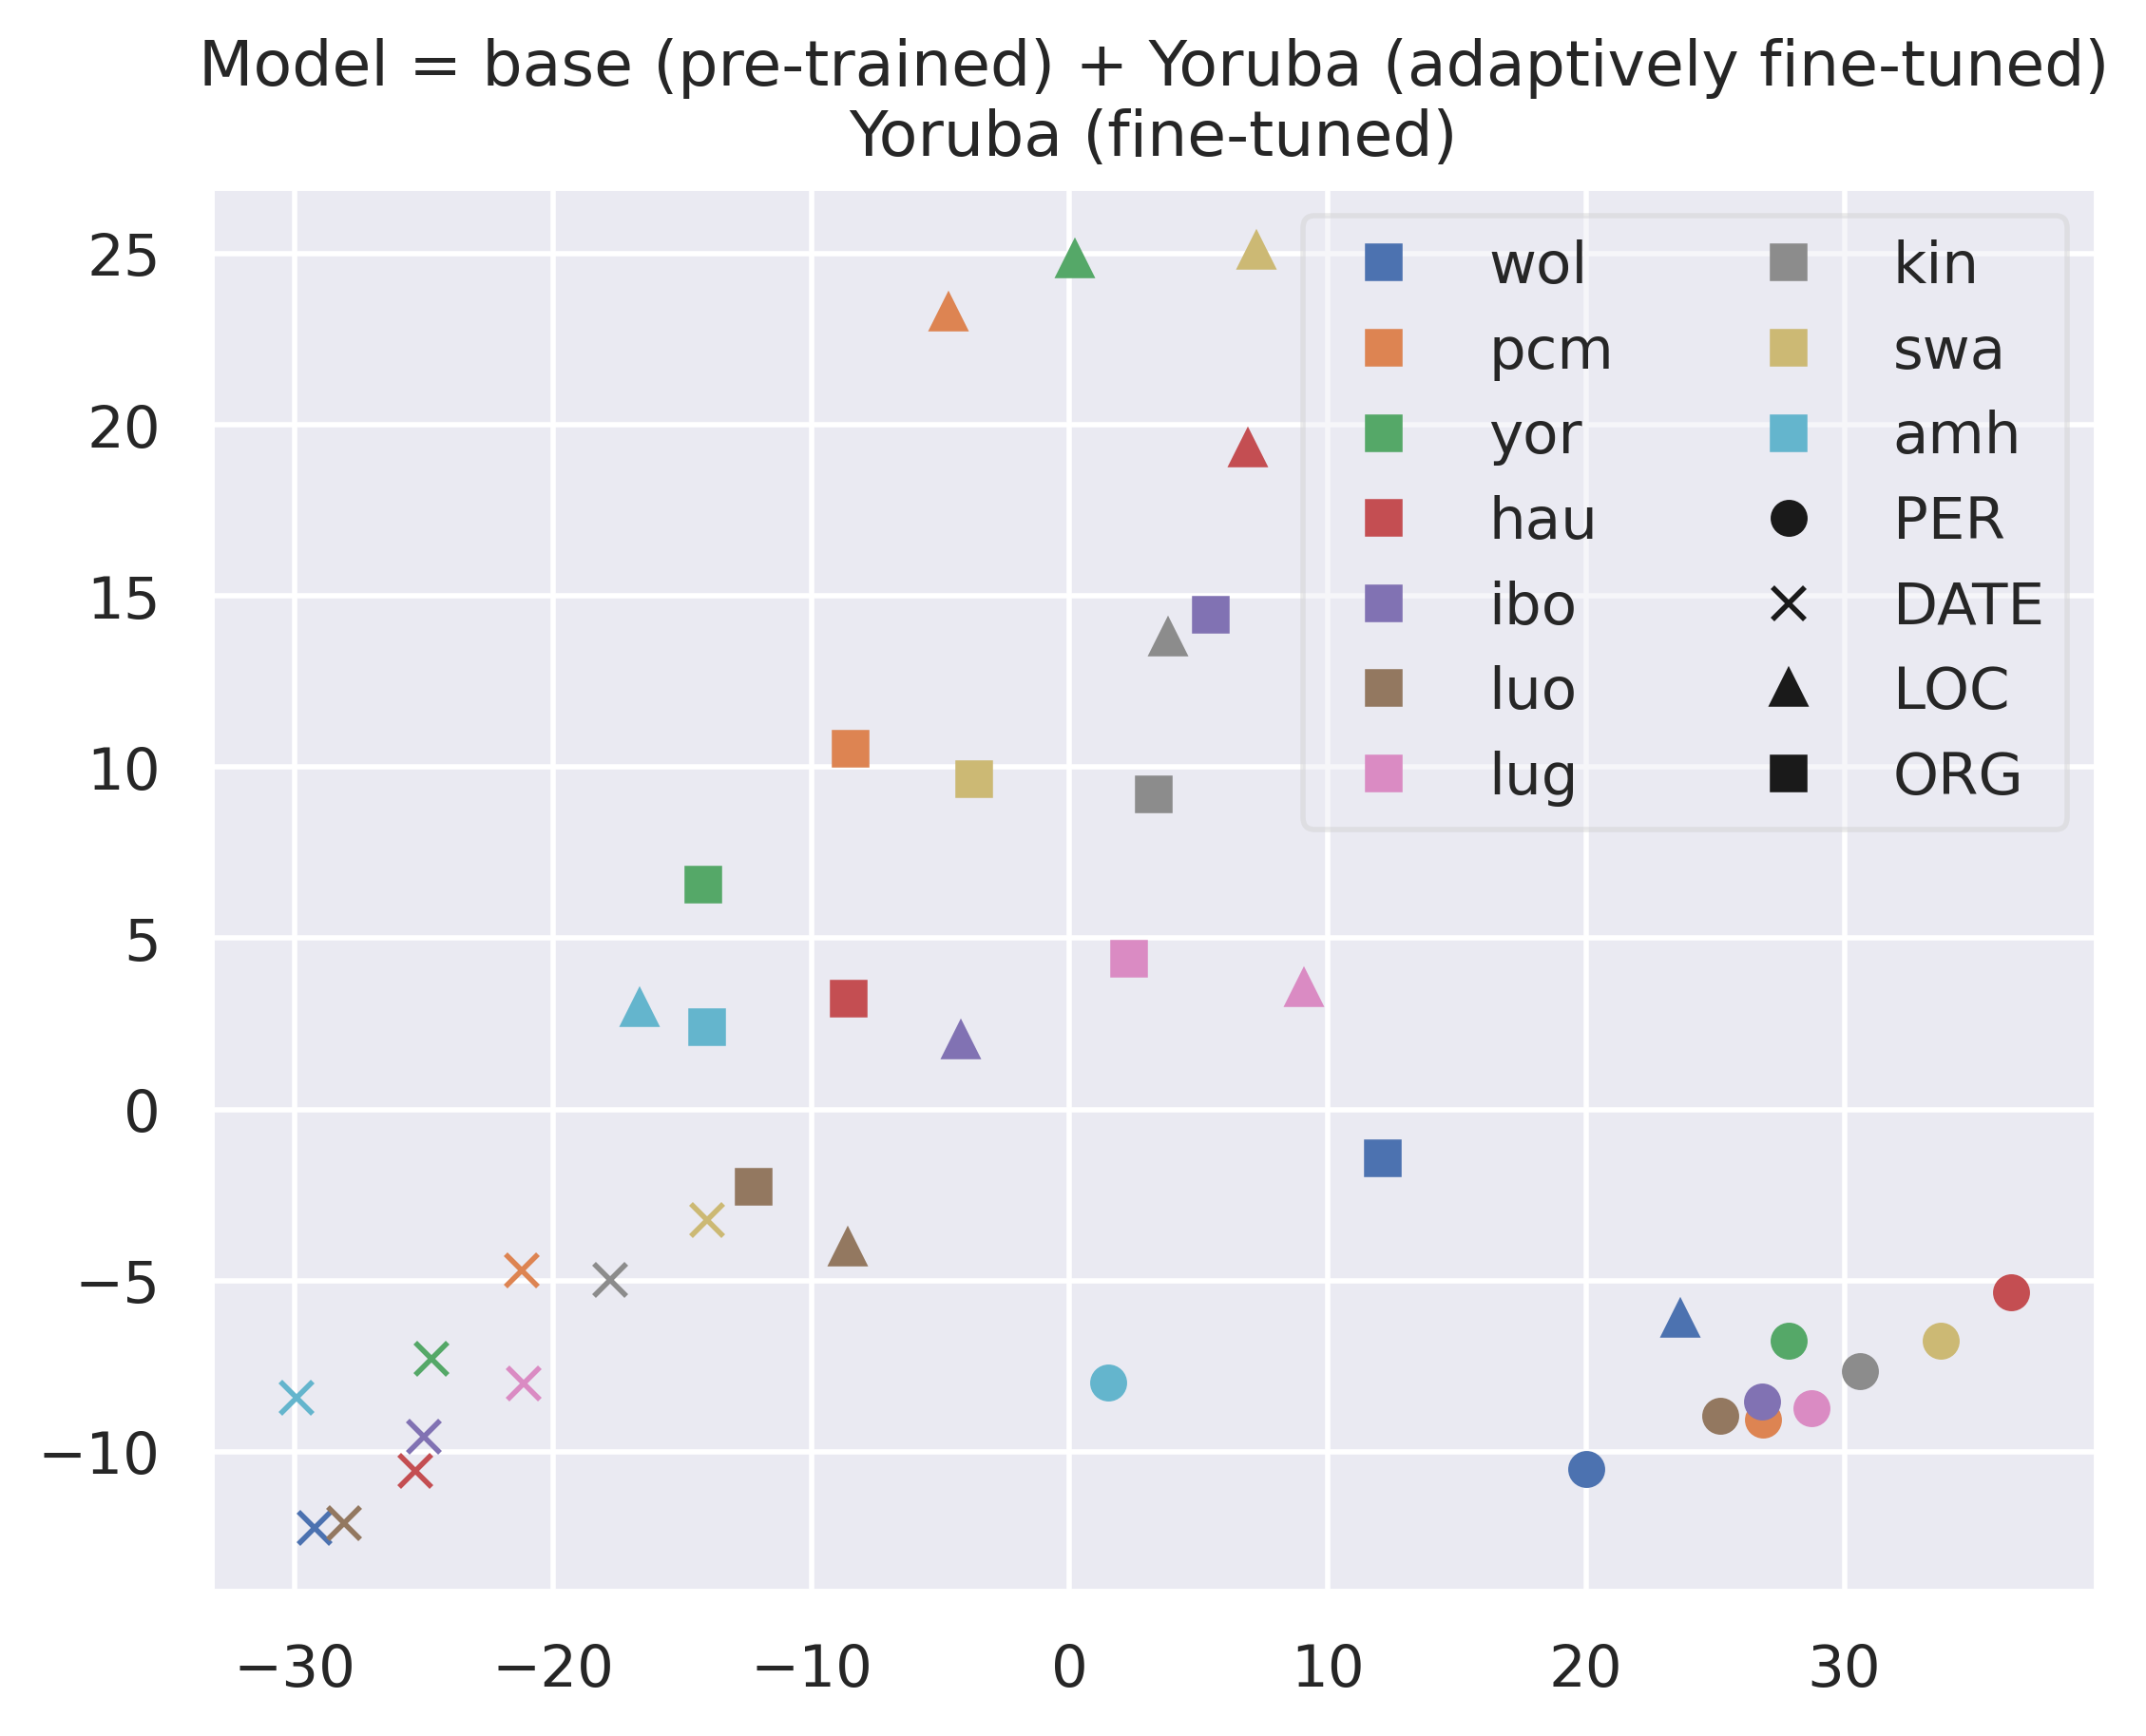 Model = base (pre-trained) + Yoruba (adaptively fine-tuned)
Yoruba (fine-tuned)
25
20
15
10
5
0
−5
−10
−30
−20
−10
0
10
20
30
wol
pcm
yor
hau
ibo
luo
lug
kin
swa
amh
PER
DATE
LOC
ORG